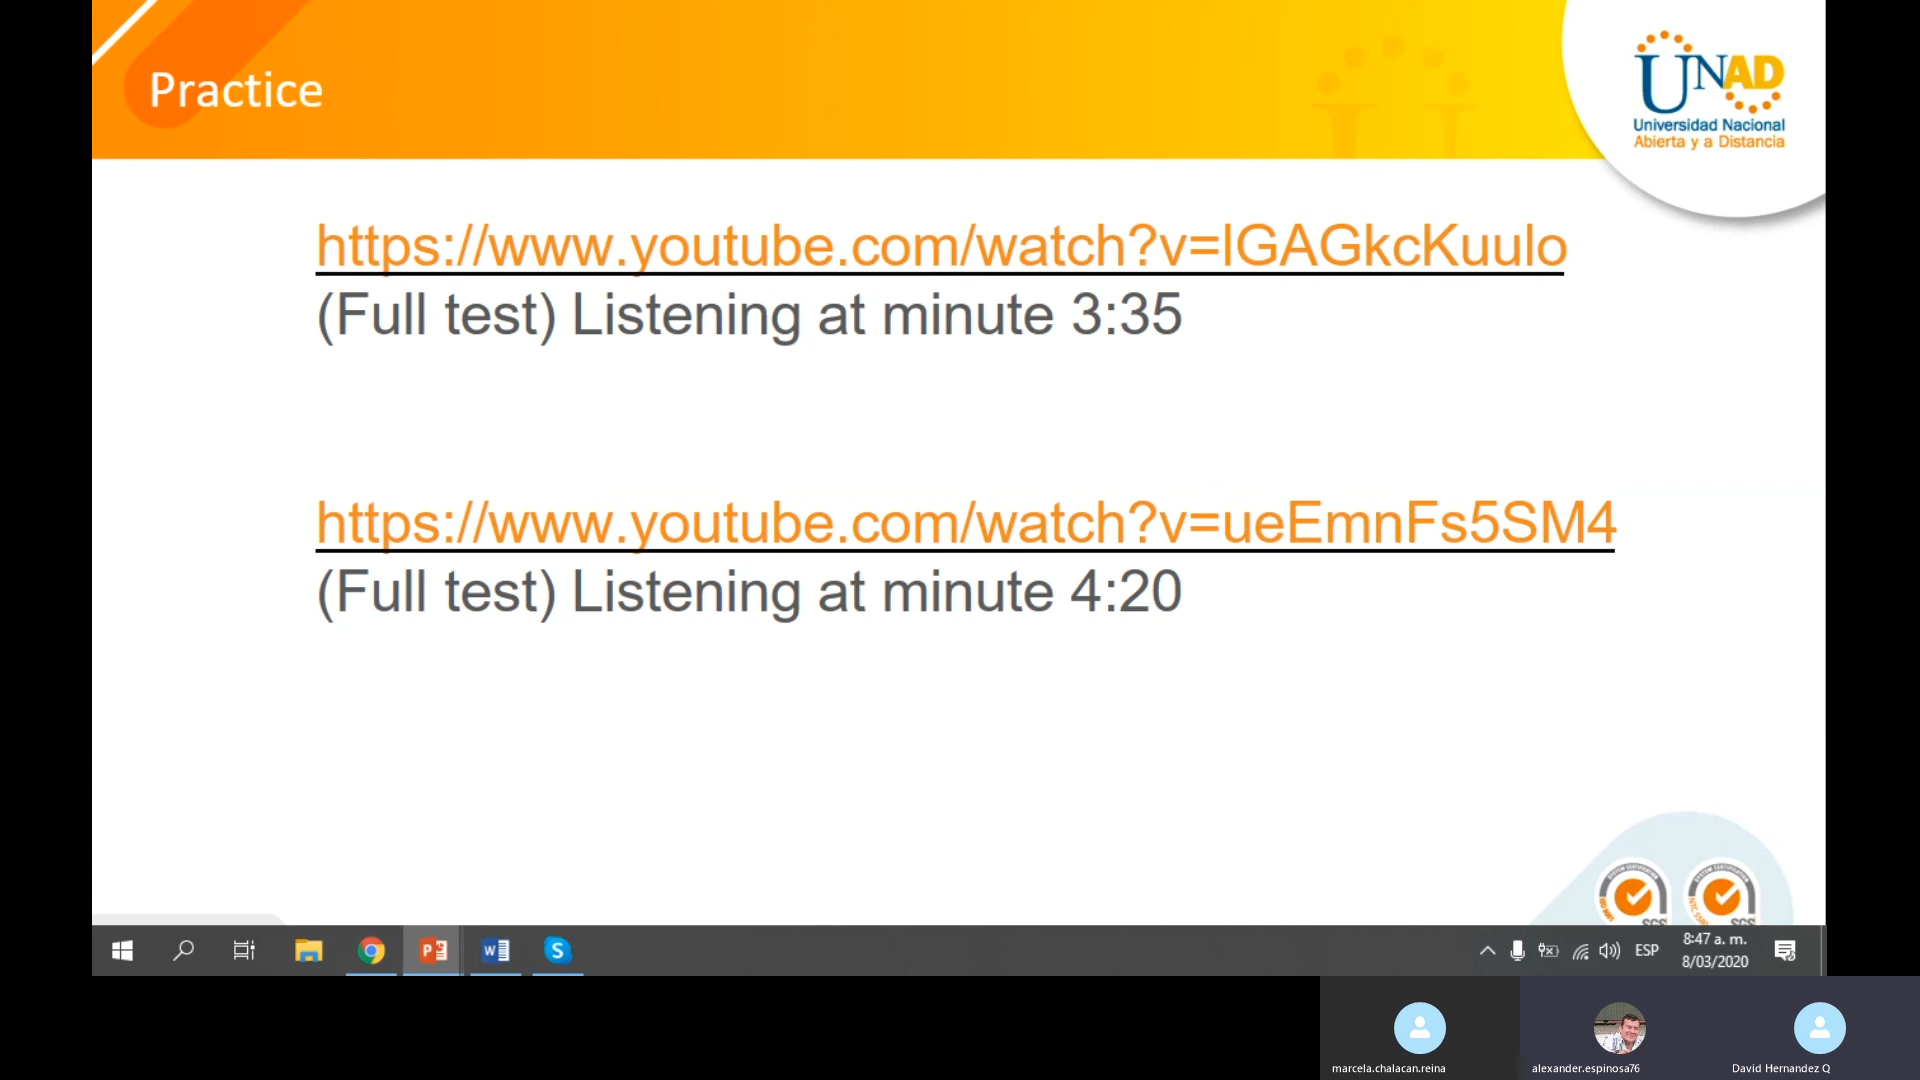 Practice
UNAD
Universidad Nacional
Abierta y a Distancia
https://www.youtube.com/watch?v=lGAGkcKuulo
(Full test) Listening at minute 3:35
https://www.youtube.com/watch?v=ueEmnFs5SM4
(Full test) Listening at minute 4:20
ESP
8:47 a. m.
8/03/2020
marcela.chalacan.reina
alexander.espinosa76
David Hernandez Q